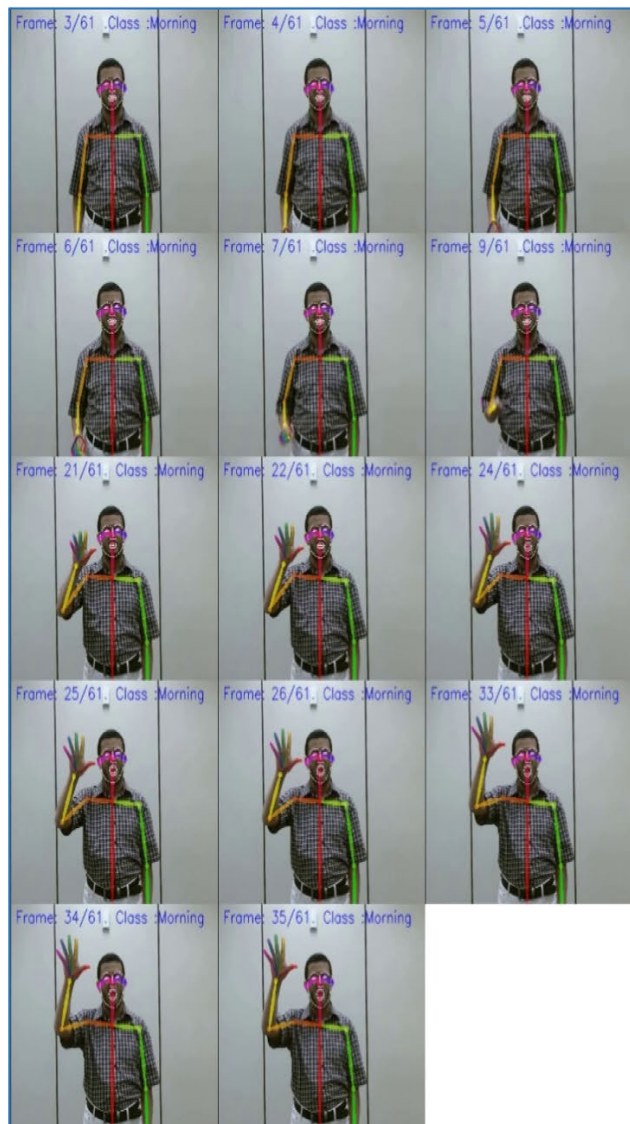 Frame: 3/61 .Class :Morning
Frame: 4/61 .Class :Morning
Frame: 5/61 .Class :Morning
Frame: 6/61 .Class :Morning
Frame: 7/61 .Class :Morning
Frame: 9/61 .Class :Morning
Frame: 21/61. Class :Morning
Frame: 22/61. Class :Morning
Frame: 24/61. Class :Morning
Frame: 25/61. Class :Morning
Frame: 26/61. Class :Morning
Frame: 33/61. Class :Morning
Frame: 34/61. Class :Morning
Frame: 35/61. Class :Morning